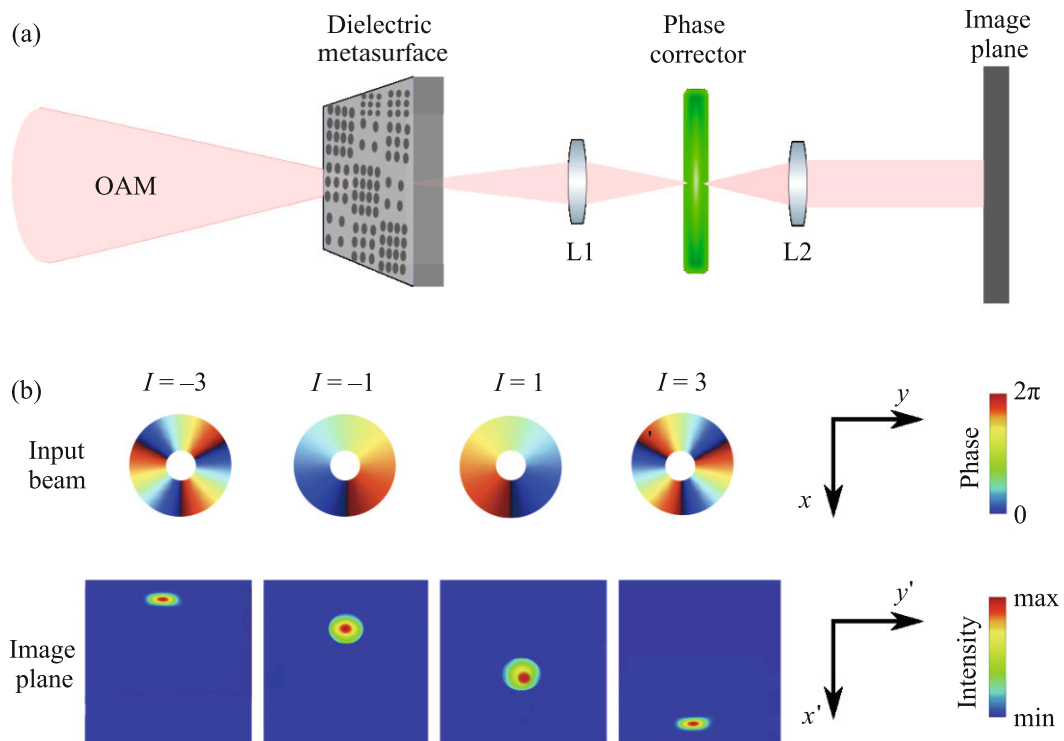 (a)
Dielectric
metasurface
Phase
corrector
Image
plane
OAM
L1
L2
(b)
I = –3
I = –1
I = 1
I = 3
Input
beam
y
x
Phase
2π
0
Image
plane
y'
x'
Intensity
max
min